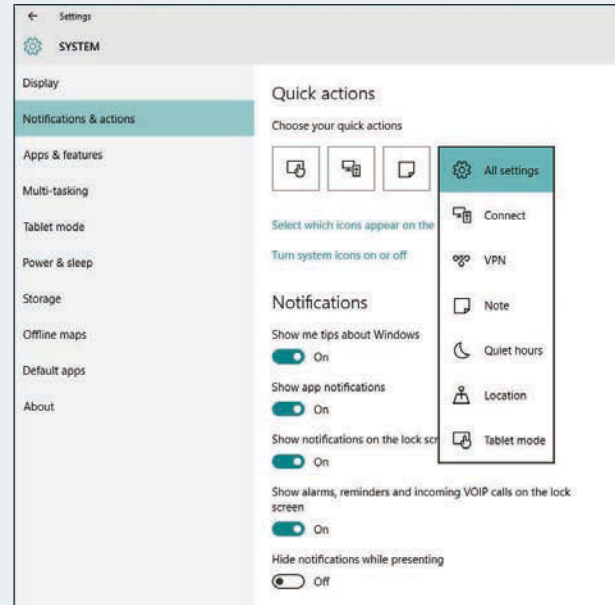 Settings
SYSTEM
Display
Notifications & actions
Apps & features
Multi-tasking
Tablet mode
Power & sleep
Storage
Offline maps
Default apps
About
Quick actions
Choose your quick actions
Select which icons appear on the
Turn system icons on or off
All settings
Connect
VPN
Note
Quiet hours
Location
Tablet mode
Notifications
Show me tips about Windows
On
Show app notifications
On
Show notifications on the lock scr
On
Show alarms, reminders and incoming VOIP calls on the lock
screen
On
Hide notifications while presenting
Off